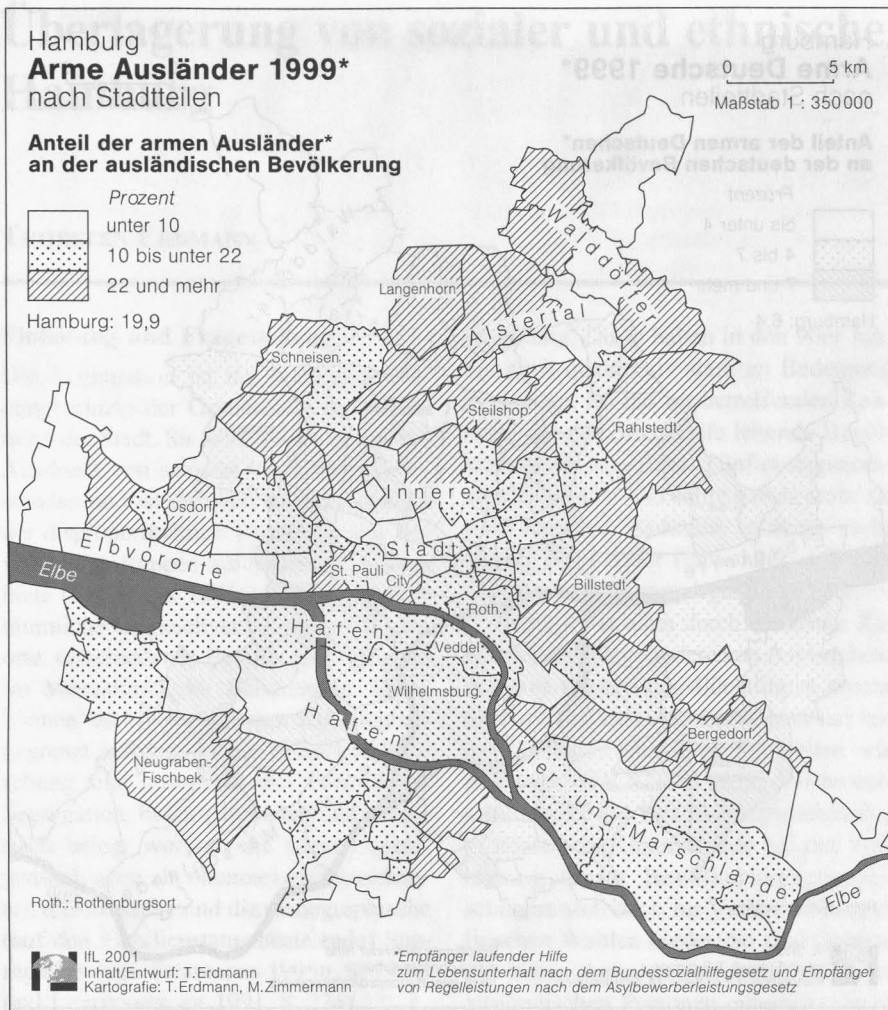 Hamburg
Arme Ausländer 1999*
nach Stadtteilen
0 5 km
Maßstab 1 : 350 000
Anteil der armen Ausländer*
an der ausländischen Bevölkerung
Prozent
unter 10
10 bis unter 22
22 und mehr
Hamburg: 19,9
Walddörfer
Langenhorn
Alstertal
Schneisen
Steilshop
Rahlstedt
Innere
Osdorf
Stadt
Elbvororte
St. Pauli
City
Billstedt
Elbe
Roth.
Hafen
Veddel
Wilhelmsburg
Hafen
Bergedorf
Neugraben-
Fischbek
Vier- und Marschlande
Elbe
Roth.: Rothenburgsort
IfL 2001
Inhalt/Entwurf: T. Erdmann
Kartografie: T. Erdmann, M. Zimmermann
*Empfänger laufender Hilfe
zum Lebensunterhalt nach dem Bundessozialhilfegesetz und Empfänger
von Regelleistungen nach dem Asylbewerberleistungsgesetz